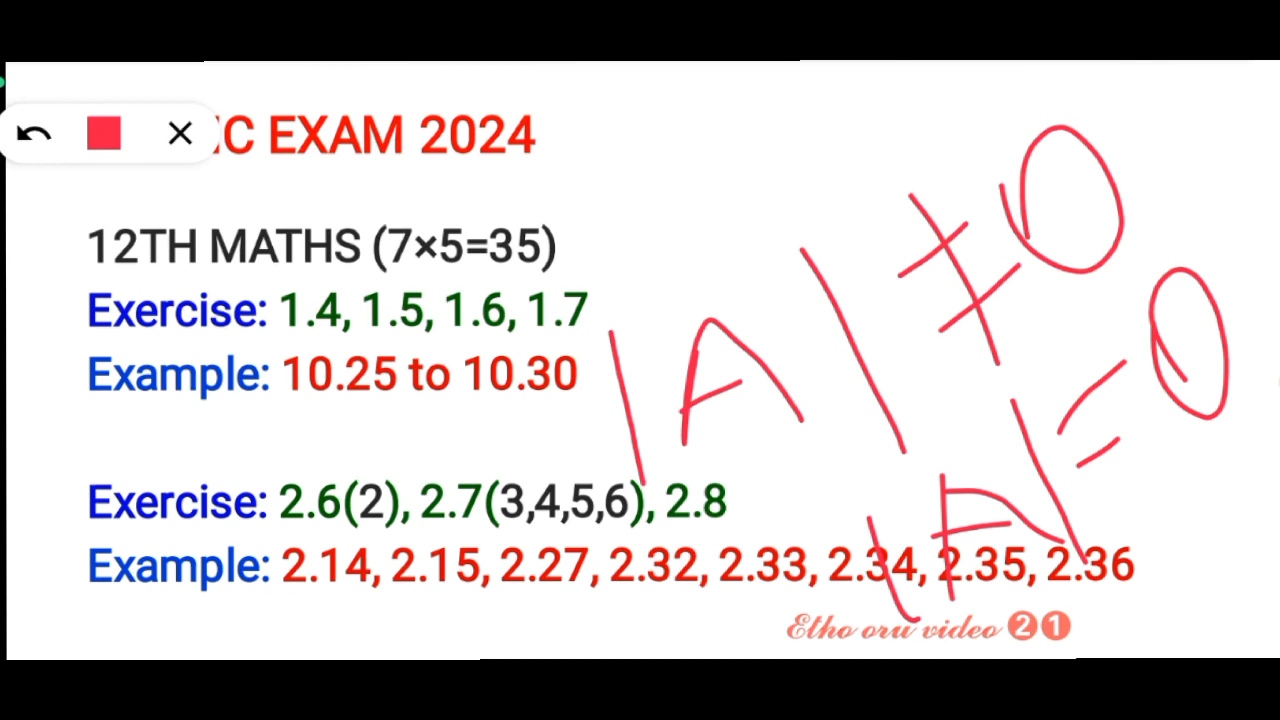 IC EXAM 2024
12TH MATHS (7×5=35)
Exercise: 1.4, 1.5, 1.6, 1.7
Example: 10.25 to 10.30
|A| ≠ 0
|A| = 0
Exercise: 2.6(2), 2.7(3,4,5,6), 2.8
Example: 2.14, 2.15, 2.27, 2.32, 2.33, 2.34, 2.35, 2.36
Etho oru video 21